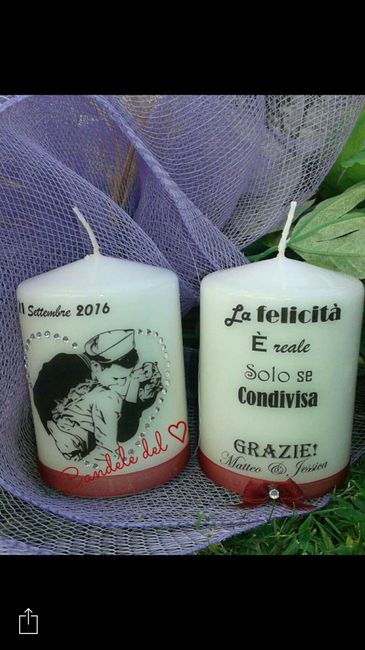 Settembre 2016
Candele del
La felicità
È reale
Solo se
Condivisa
GRAZIE!
Matteo & Jessica